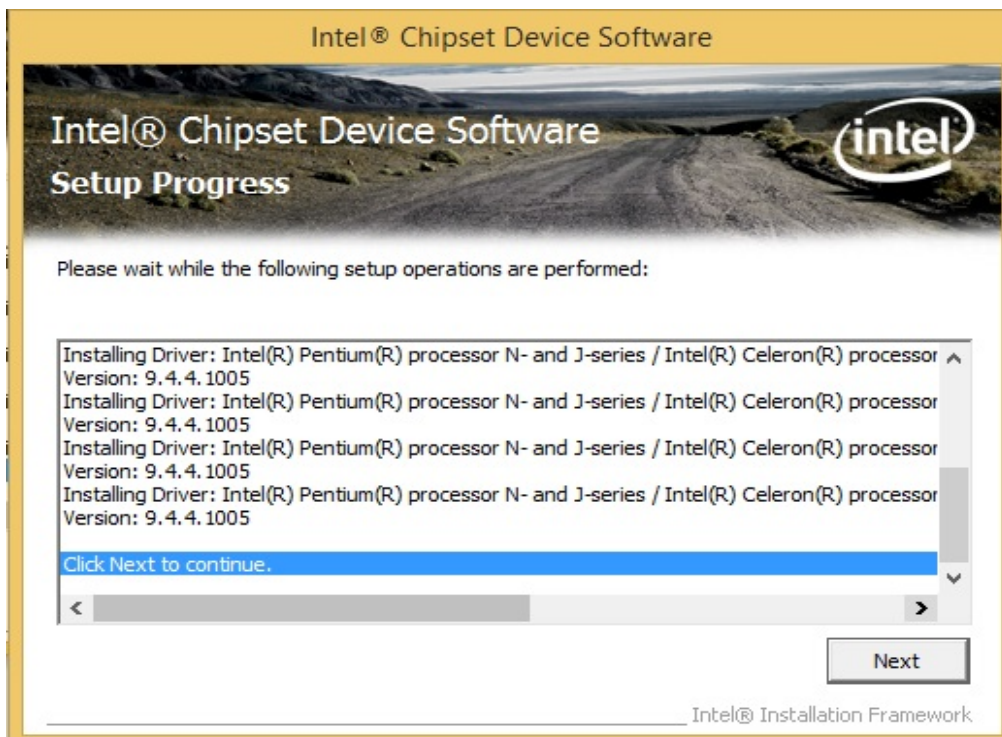 Intel® Chipset Device Software
Intel® Chipset Device Software
intel
Setup Progress
Please wait while the following setup operations are performed:
Installing Driver: Intel(R) Pentium(R) processor N- and J-series / Intel(R) Celeron(R) processor
Version: 9.4.4.1005
Installing Driver: Intel(R) Pentium(R) processor N- and J-series / Intel(R) Celeron(R) processor
Version: 9.4.4.1005
Installing Driver: Intel(R) Pentium(R) processor N- and J-series / Intel(R) Celeron(R) processor
Version: 9.4.4.1005
Installing Driver: Intel(R) Pentium(R) processor N- and J-series / Intel(R) Celeron(R) processor
Version: 9.4.4.1005
Click Next to continue.
Next
Intel® Installation Framework